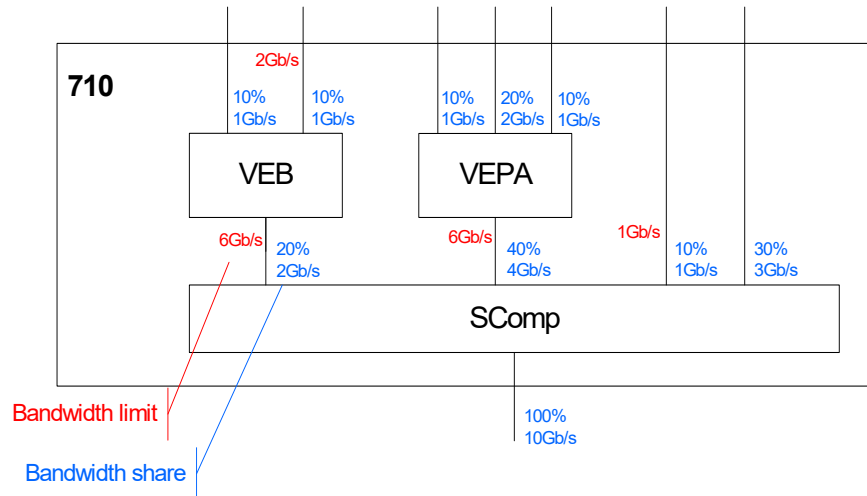 710
2Gb/s
10%
1Gb/s
10%
1Gb/s
10%
1Gb/s
20%
2Gb/s
10%
1Gb/s
VEB
VEPA
6Gb/s
20%
2Gb/s
6Gb/s
40%
4Gb/s
1Gb/s
10%
1Gb/s
30%
3Gb/s
SComp
Bandwidth limit
100%
10Gb/s
Bandwidth share